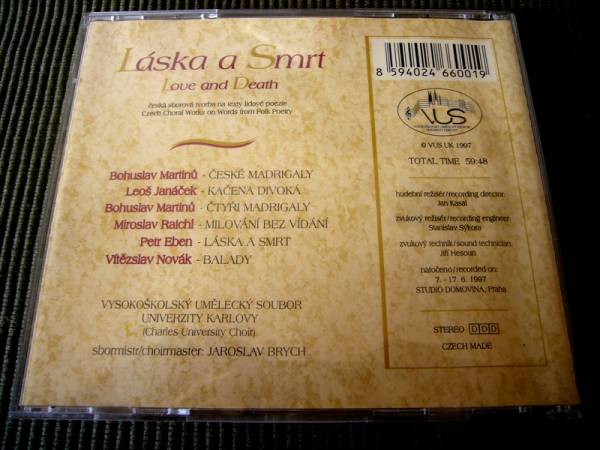 Láska a Smrt
Love and Death
česká sborová tvorba na texty lidové poezie
Czech Choral Works on Words from Folk Poetry
Bohuslav Martinů - ČESKÉ MADRIGALY
Leoš Janáček - KAČENA DIVOKÁ
Bohuslav Martinů - ČTYŘI MADRIGALY
Miroslav Raichl - MILOVÁNÍ BEZ VÍDÁNÍ
Petr Eben - LÁSKA A SMRT
Vítězslav Novák - BALADY
VYSOKOŠKOLSKÝ UMĚLECKÝ SOUBOR
UNIVERZITY KARLOVY
(Charles University Choir)
sbormistr/choirmaster: JAROSLAV BRYCH
8 594024 660019
VUS
© VUS UK 1997
TOTAL TIME 59:48
hudební režisér/recording director:
Jan Kasal
zvukový režisér/recording engineer:
Stanislav Sýkora
zvukový technik/sound technician:
Jiří Hesoun
natočeno/recorded on:
7. - 17. 6. 1997
STUDIO DOMOVINA, Praha
STEREO DDD
CZECH MADE